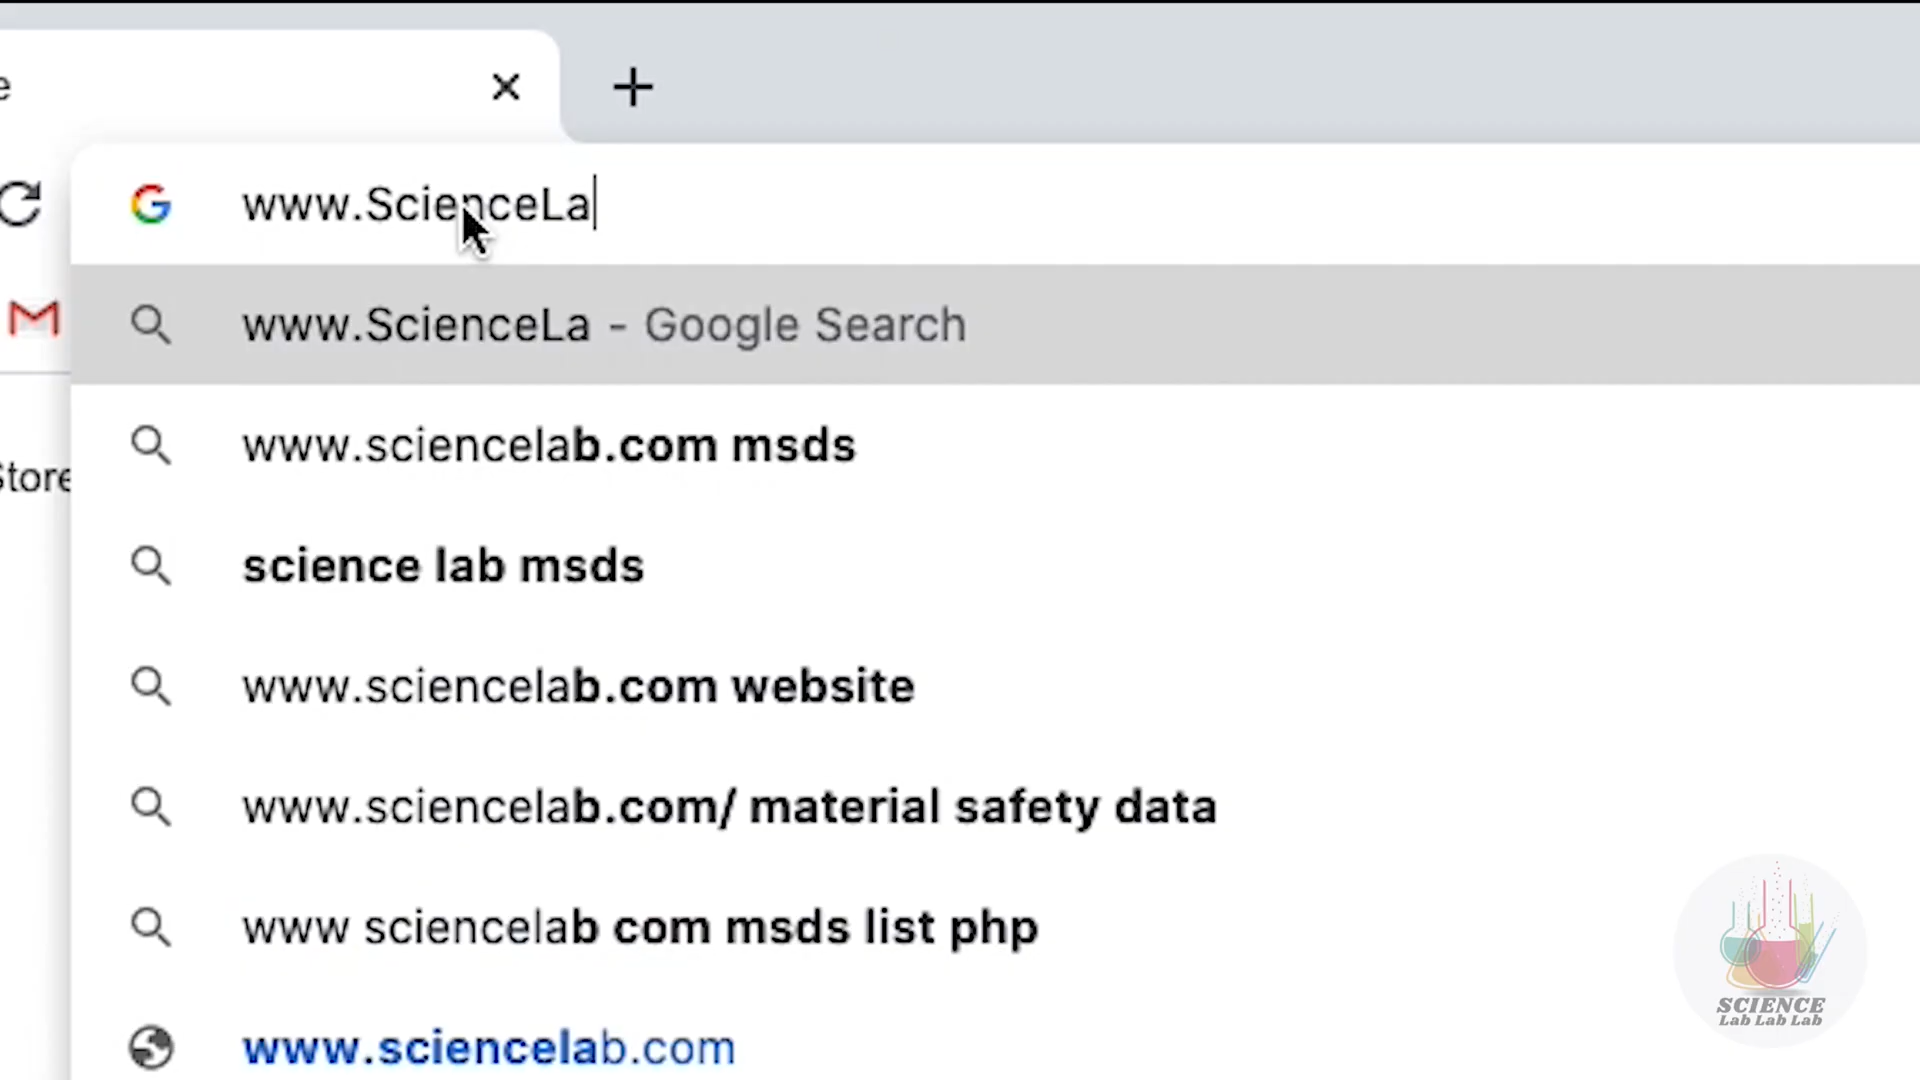 e
www.ScienceLa
www.ScienceLa - Google Search
www.sciencelab.com msds
science lab msds
Store
www.sciencelab.com website
www.sciencelab.com/ material safety data
www sciencelab com msds list php
www.sciencelab.com
SCIENCE
Lab Lab Lab